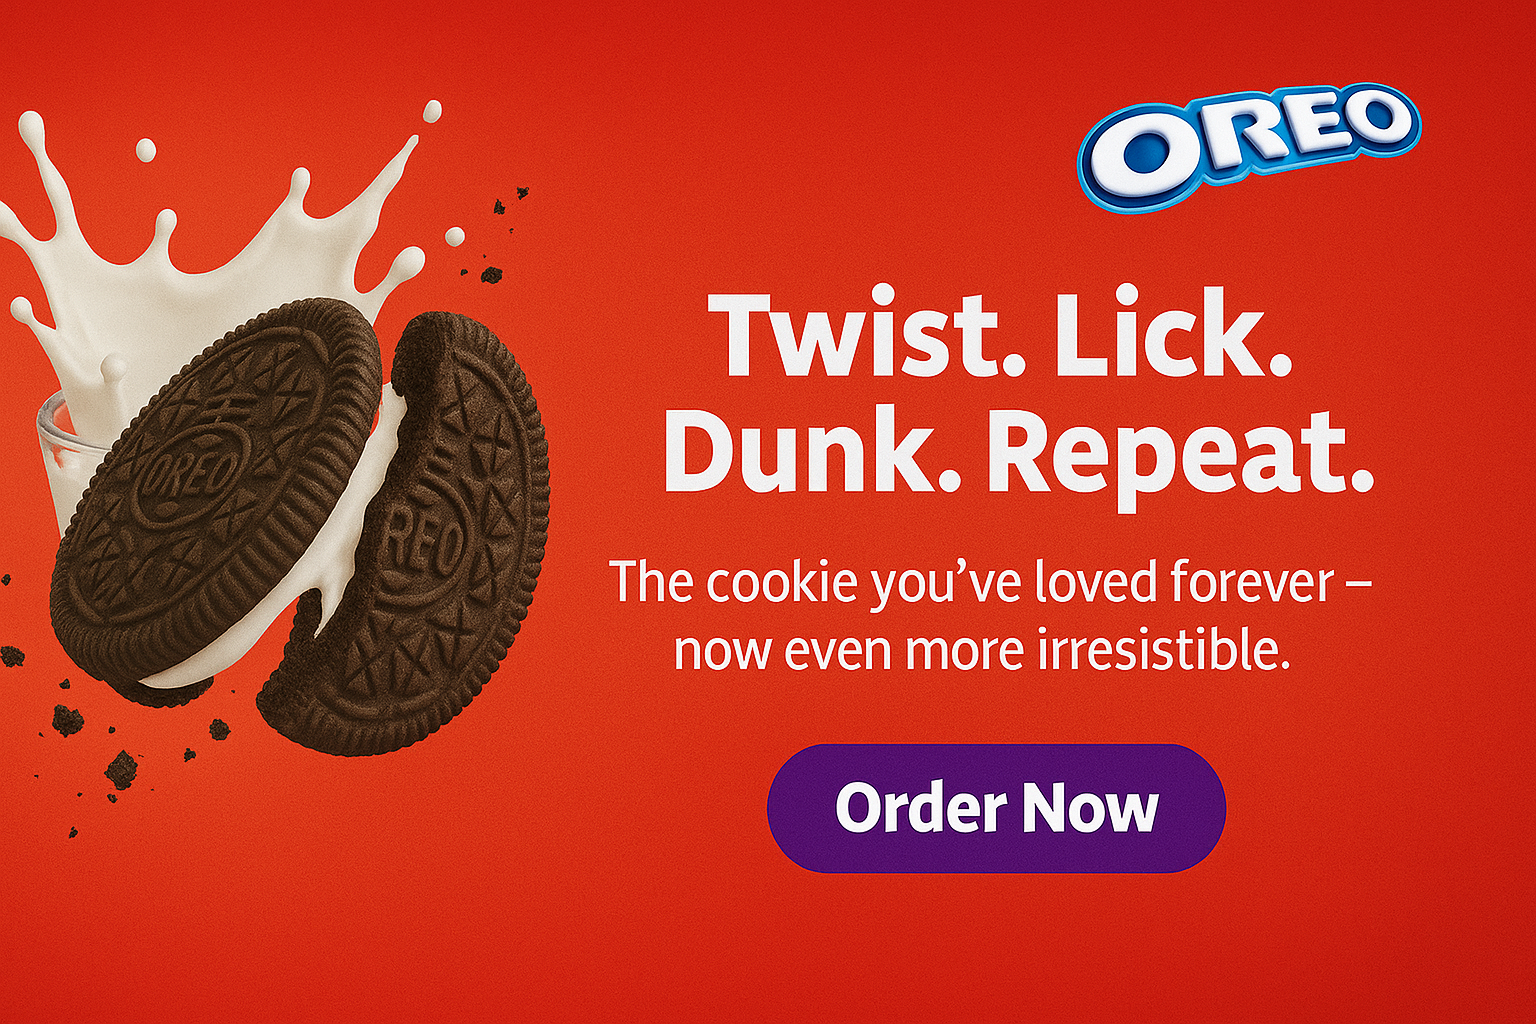 OREO
Twist. Lick.
Dunk. Repeat.
The cookie you’ve loved forever –
now even more irresistible.
Order Now
OREO
REO